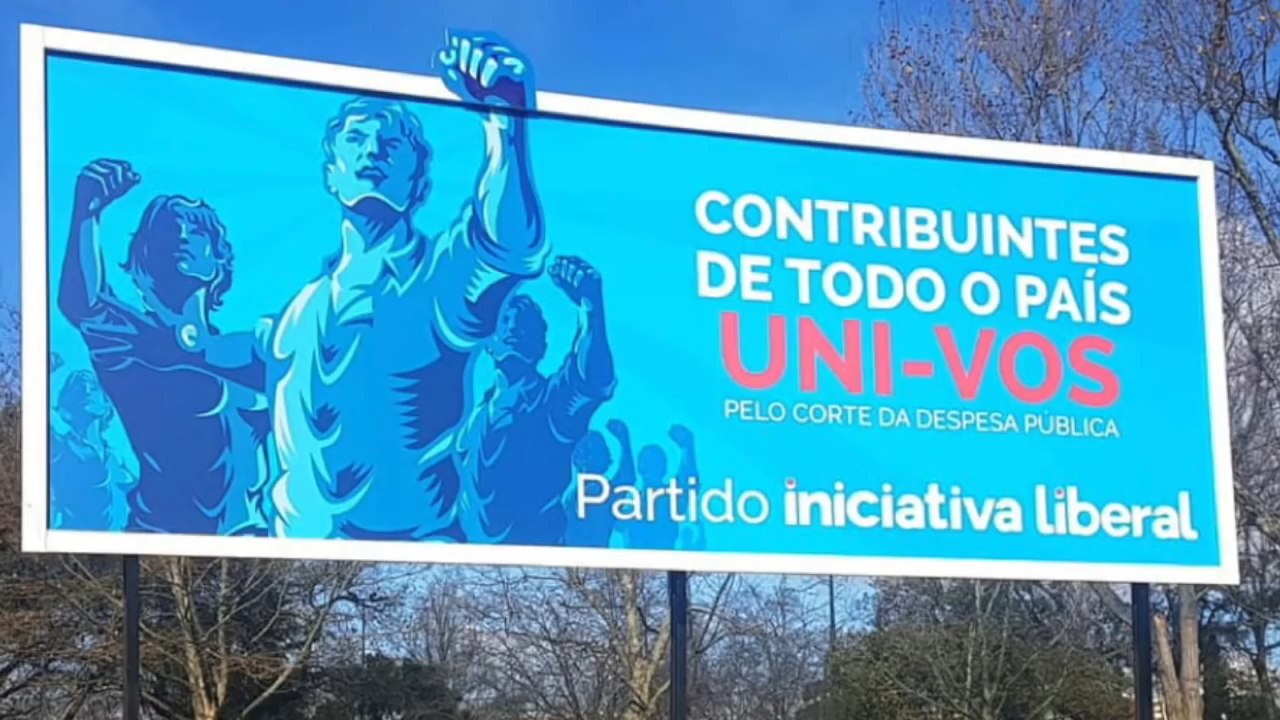 CONTRIBUINTES
DE TODO O PAÍS
UNI-VOS
PELO CORTE DA DESPESA PÚBLICA
Partido iniciativa liberal